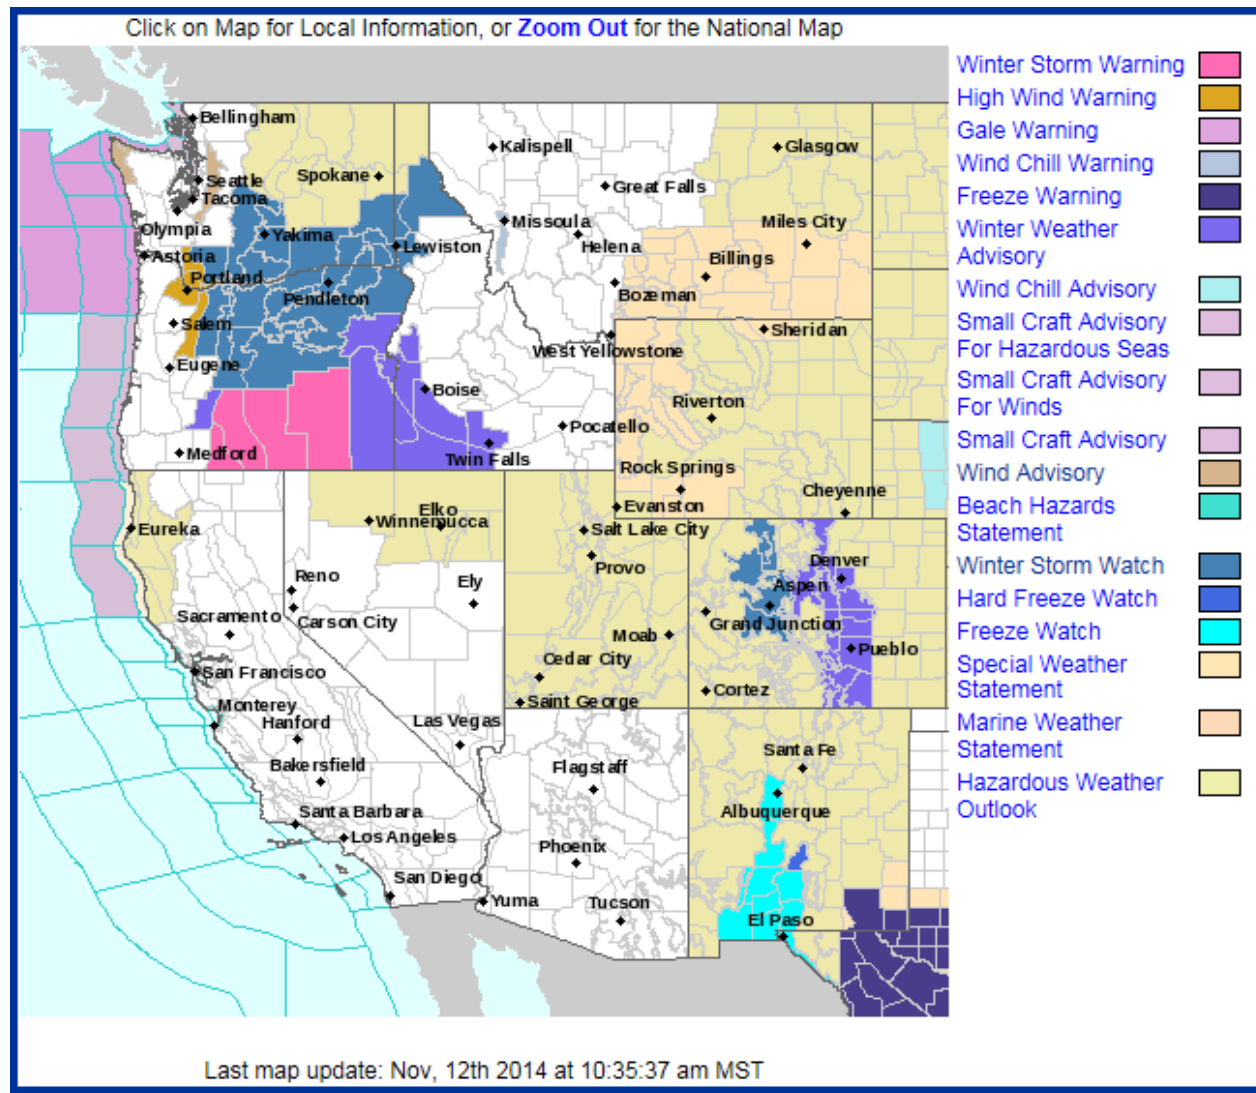 Click on Map for Local Information, or Zoom Out for the National Map
Winter Storm Warning
High Wind Warning
Gale Warning
Wind Chill Warning
Freeze Warning
Winter Weather
Advisory
Wind Chill Advisory
Small Craft Advisory
For Hazardous Seas
Small Craft Advisory
For Winds
Small Craft Advisory
Wind Advisory
Beach Hazards
Statement
Winter Storm Watch
Hard Freeze Watch
Freeze Watch
Special Weather
Statement
Marine Weather
Statement
Hazardous Weather
Outlook
Bellingham
Kalispell
Glasgow
Seattle
Spokane
Great Falls
Tacoma
Missoula
Miles City
Olympia
Yakima
Lewiston
Helena
Astoria
Billings
Portland
Pendleton
Bozeman
Salem
Sheridan
West Yellowstone
Eugene
Boise
Riverton
Pocatello
Medford
Twin Falls
Rock Springs
Cheyenne
Evanston
Elko
Winnemucca
Eureka
Salt Lake City
Denver
Provo
Reno
Ely
Aspen
Sacramento
Carson City
Grand Junction
Moab
Pueblo
Cedar City
San Francisco
Cortez
Saint George
Monterey
Hanford
Las Vegas
Santa Fe
Bakersfield
Flagstaff
Albuquerque
Santa Barbara
Los Angeles
Phoenix
San Diego
Yuma
Tucson
El Paso
Last map update: Nov, 12th 2014 at 10:35:37 am MST